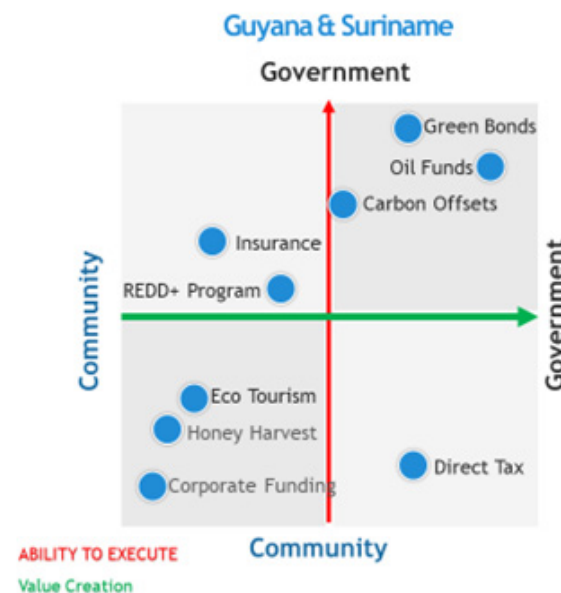 Guyana & Suriname
Government
Green Bonds
Oil Funds
Carbon Offsets
Insurance
REDD+ Program
Community
Government
Eco Tourism
Honey Harvest
Direct Tax
Corporate Funding
Community
ABILITY TO EXECUTE
Value Creation